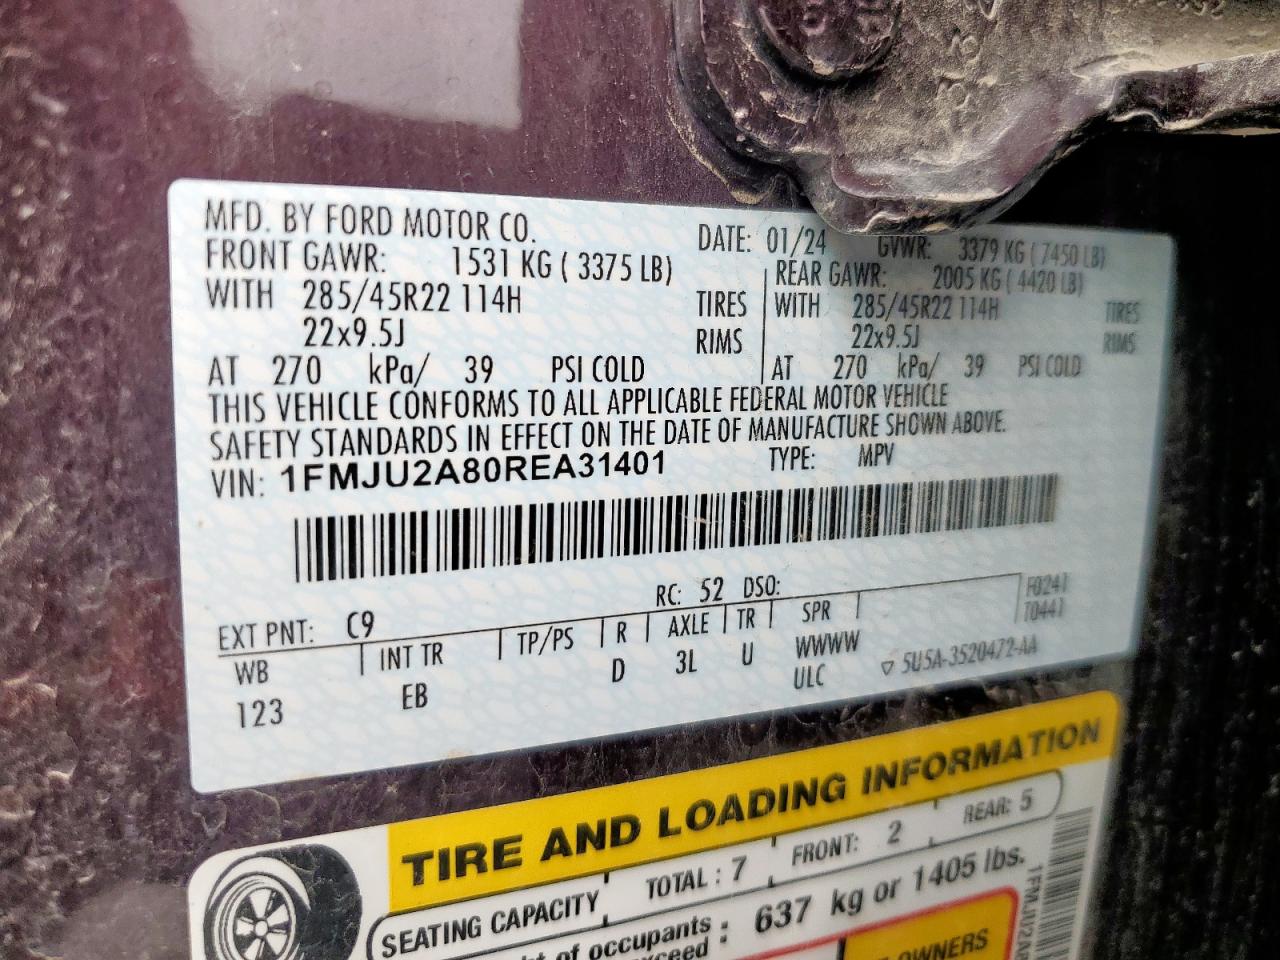 MFD. BY FORD MOTOR CO.
DATE: 01/24 GVWR: 3379 KG ( 7450 LB)
FRONT GAWR: 1531 KG ( 3375 LB) REAR GAWR: 2005 KG ( 4420 LB)
WITH 285/45R22 114H TIRES WITH 285/45R22 114H TIRES
22x9.5J RIMS 22x9.5J RIMS
AT 270 kPa/ 39 PSI COLD AT 270 kPa/ 39 PSI COLD
THIS VEHICLE CONFORMS TO ALL APPLICABLE FEDERAL MOTOR VEHICLE
SAFETY STANDARDS IN EFFECT ON THE DATE OF MANUFACTURE SHOWN ABOVE.
VIN: 1FMJU2A80REA31401 TYPE: MPV
EXT PNT: C9 RC: 52 DSO: F0241
T0441
WB INT TR TP/PS R AXLE TR SPR
123 EB D 3L U WWWW
ULC ▽ 5U5A-3520472-AA
TIRE AND LOADING INFORMATION
SEATING CAPACITY TOTAL : 7 FRONT: 2 REAR: 5
of occupants : 637 kg or 1405 lbs.
OWNERS